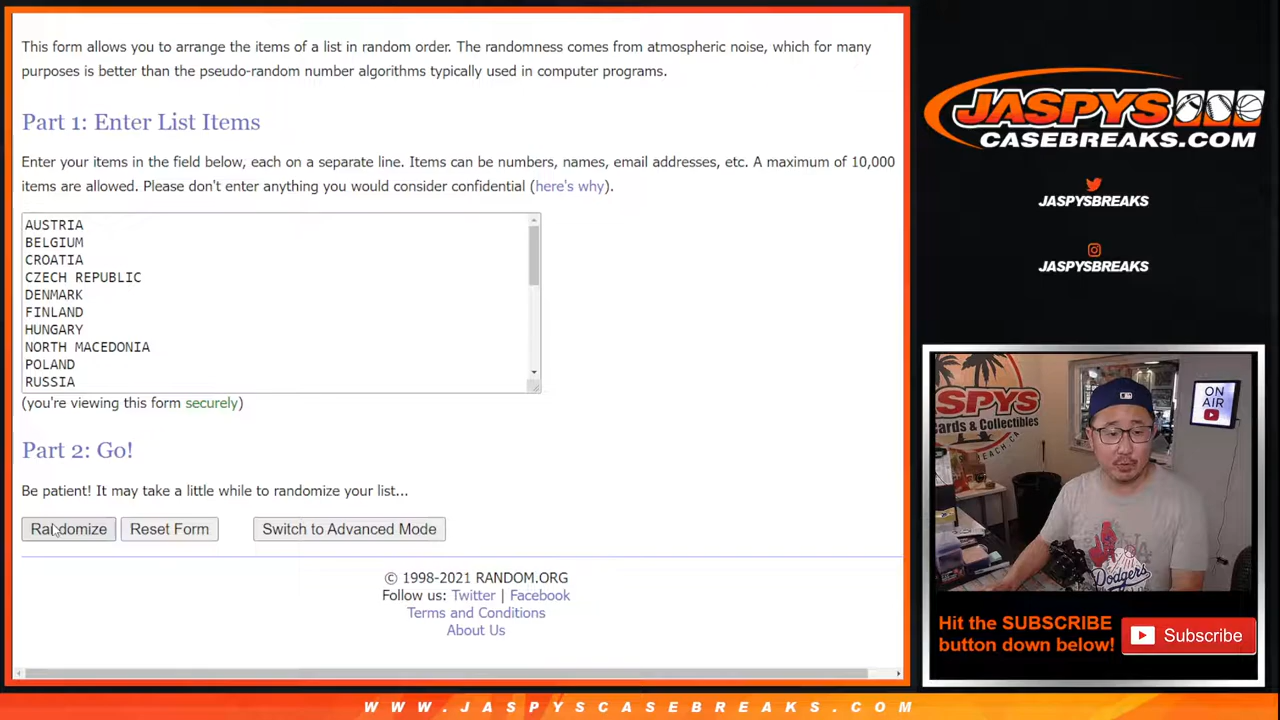 This form allows you to arrange the items of a list in random order. The randomness comes from atmospheric noise, which for many
purposes is better than the pseudo-random number algorithms typically used in computer programs.
Part 1: Enter List Items
Enter your items in the field below, each on a separate line. Items can be numbers, names, email addresses, etc. A maximum of 10,000
items are allowed. Please don't enter anything you would consider confidential (here's why).
AUSTRIA
BELGIUM
CROATIA
CZECH REPUBLIC
DENMARK
FINLAND
HUNGARY
NORTH MACEDONIA
POLAND
RUSSIA
(you're viewing this form securely)
Part 2: Go!
Be patient! It may take a little while to randomize your list...
Randomize
Reset Form
Switch to Advanced Mode
© 1998-2021 RANDOM.ORG
Follow us: Twitter | Facebook
Terms and Conditions
About Us
JASPYS
CASEBREAKS.COM
JASPYSBREAKS
JASPYSBREAKS
ASPYS
Cards & Collectibles
ON
AIR
Dodgers
Hit the SUBSCRIBE
button down below!
Subscribe
WWW.JASPYSCASEBREAKS.COM